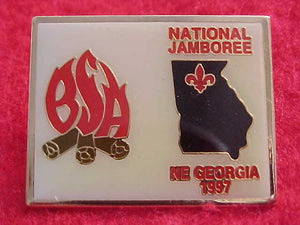 BSA
NATIONAL
JAMBOREE
NE GEORGIA
1997